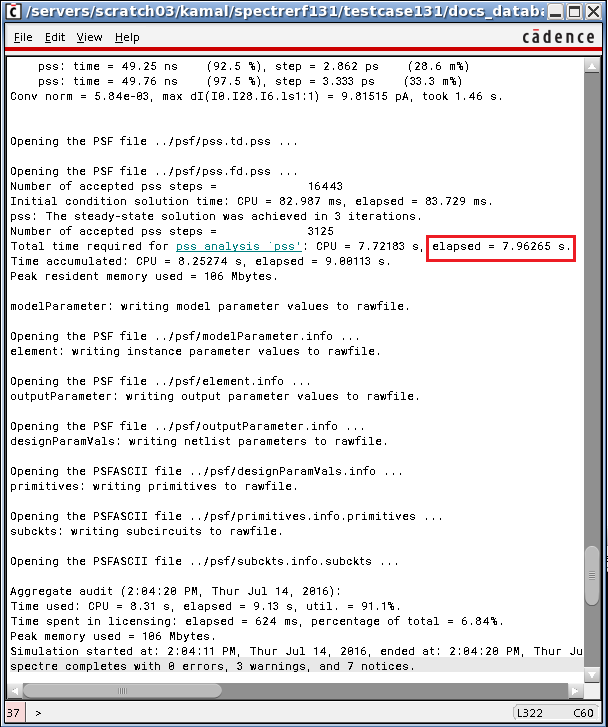 /servers/scratch03/kamal/spectrerf131/testcase131/docs_databa
File Edit View Help
cādence
pss: time = 49.25 ns (92.5 %), step = 2.862 ps (28.6 m%)
pss: time = 49.76 ns (97.5 %), step = 3.333 ps (33.3 m%)
Conv norm = 5.84e-03, max dI(I0.I28.I6.ls1:1) = 9.81515 pA, took 1.46 s.
Opening the PSF file ../psf/pss.td.pss ...
Opening the PSF file ../psf/pss.fd.pss ...
Number of accepted pss steps = 16443
Initial condition solution time: CPU = 82.987 ms, elapsed = 83.729 ms.
pss: The steady-state solution was achieved in 3 iterations.
Number of accepted pss steps = 3125
Total time required for pss analysis `pss': CPU = 7.72183 s, elapsed = 7.96265 s.
Time accumulated: CPU = 8.25274 s, elapsed = 9.00113 s.
Peak resident memory used = 106 Mbytes.
modelParameter: writing model parameter values to rawfile.
Opening the PSF file ../psf/modelParameter.info ...
element: writing instance parameter values to rawfile.
Opening the PSF file ../psf/element.info ...
outputParameter: writing output parameter values to rawfile.
Opening the PSF file ../psf/outputParameter.info ...
designParamVals: writing netlist parameters to rawfile.
Opening the PSFASCII file ../psf/designParamVals.info ...
primitives: writing primitives to rawfile.
Opening the PSFASCII file ../psf/primitives.info.primitives ...
subckts: writing subcircuits to rawfile.
Opening the PSFASCII file ../psf/subckts.info.subckts ...
Aggregate audit (2:04:20 PM, Thur Jul 14, 2016):
Time used: CPU = 8.31 s, elapsed = 9.13 s, util. = 91.1%.
Time spent in licensing: elapsed = 624 ms, percentage of total = 6.84%.
Peak memory used = 106 Mbytes.
Simulation started at: 2:04:11 PM, Thur Jul 14, 2016, ended at: 2:04:20 PM, Thur Ju
spectre completes with 0 errors, 3 warnings, and 7 notices.
37 > L322 C60